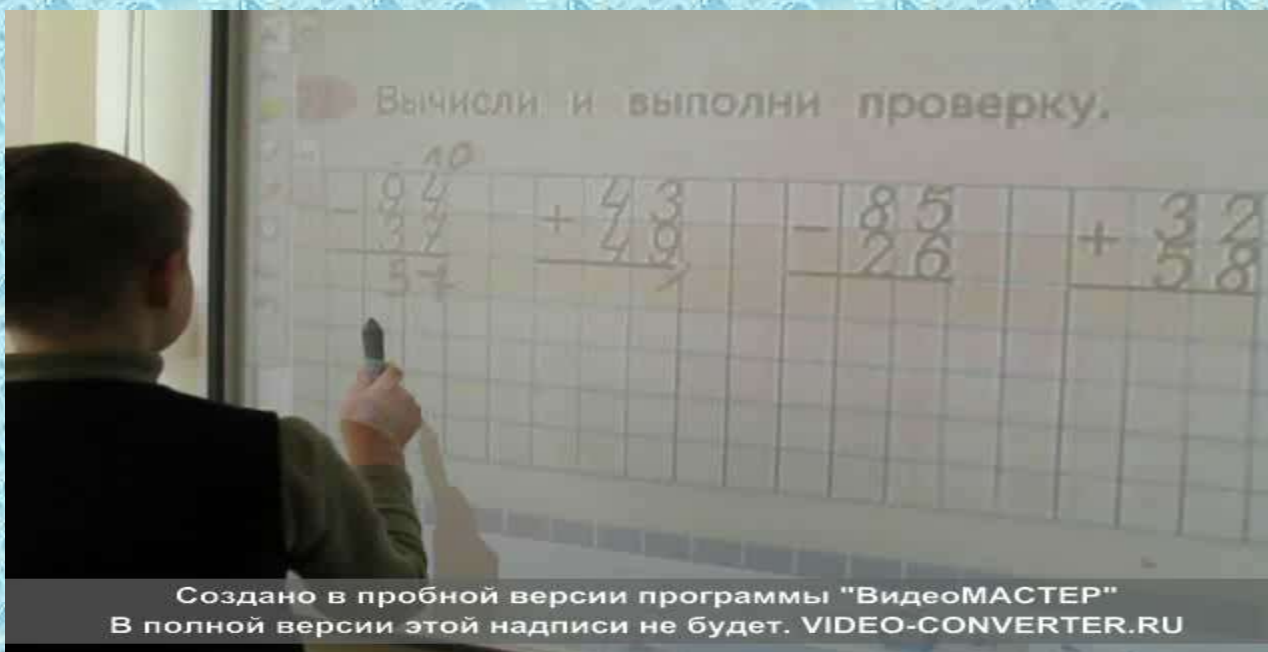 Вычисли и выполни проверку.
10
94 43 85 32
- 37 + 49 - 26 + 58
57
Создано в пробной версии программы "ВидеоМАСТЕР"
В полной версии этой надписи не будет. VIDEO-CONVERTER.RU